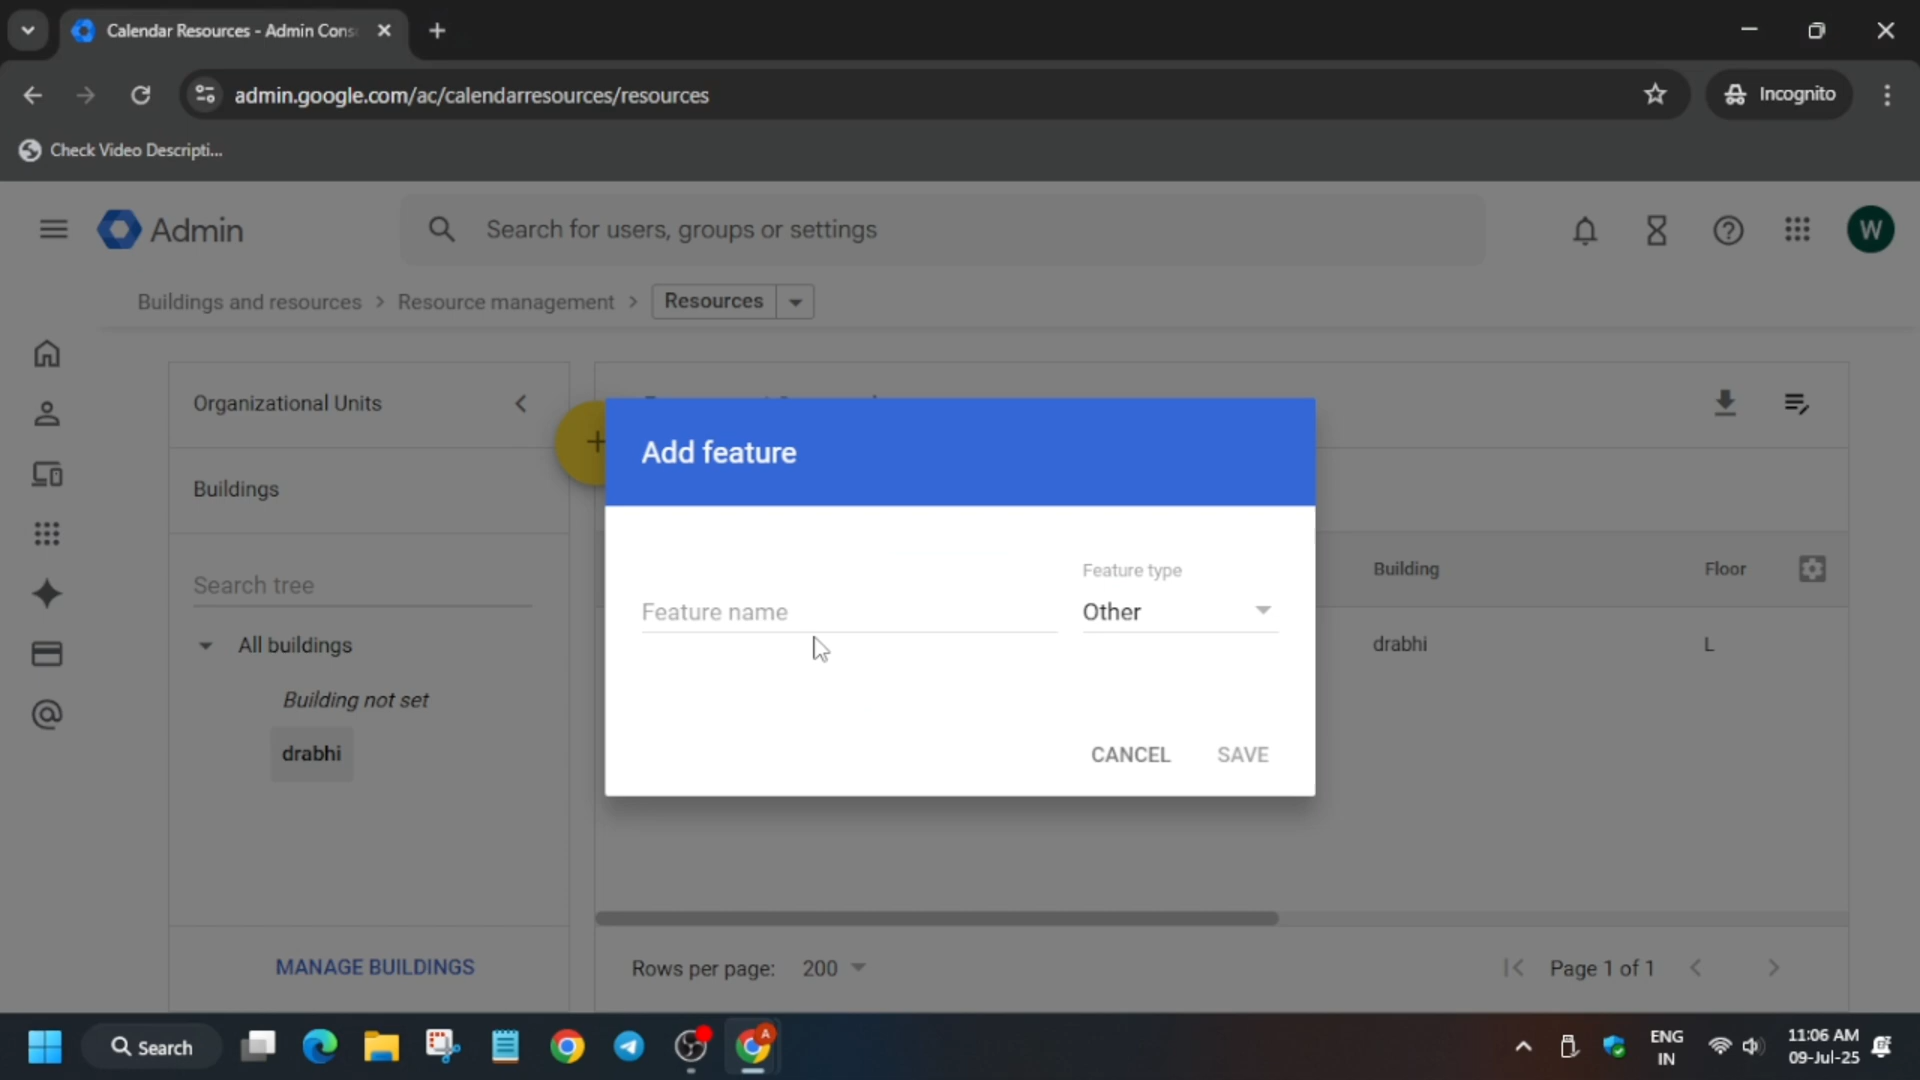 Calendar Resources - Admin Cons
admin.google.com/ac/calendarresources/resources
Incognito
Check Video Descripti...
Admin
Search for users, groups or settings
W
Buildings and resources > Resource management > Resources
Organizational Units
Buildings
Search tree
All buildings
Building not set
drabhi
MANAGE BUILDINGS
Add feature
Feature name
Feature type
Other
CANCEL SAVE
Building Floor
drabhi L
Rows per page: 200
Page 1 of 1
Search
A
ENG
IN
11:06 AM
09-Jul-25